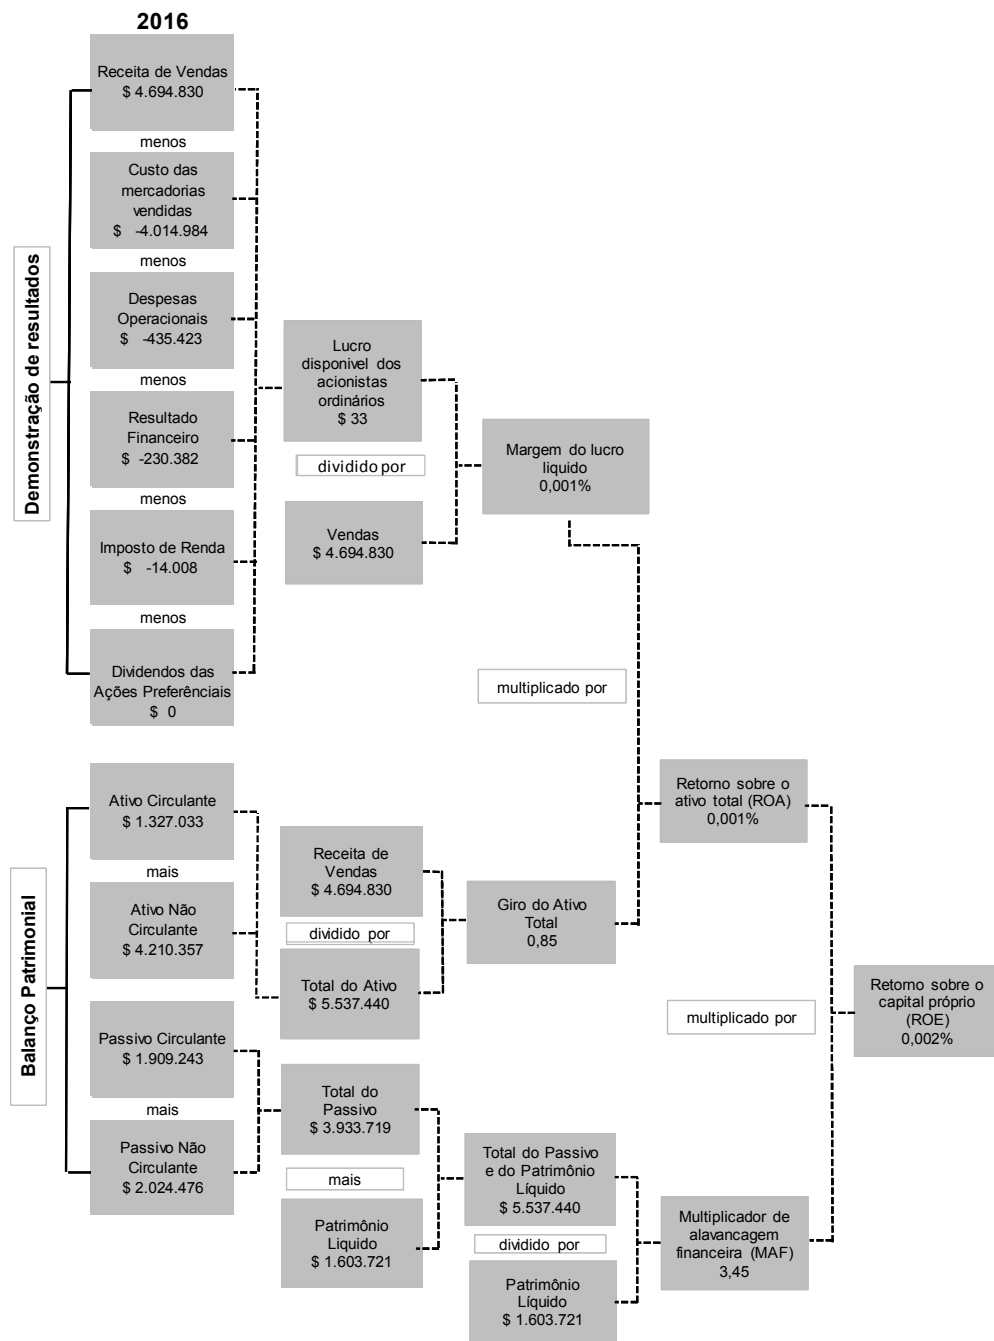 2016
Demonstração de resultados
Receita de Vendas
$ 4.694.830
menos
Custo das
mercadorias
vendidas
$ -4.014.984
menos
Despesas
Operacionais
$ -435.423
menos
Resultado
Financeiro
$ -230.382
menos
Imposto de Renda
$ -14.008
menos
Dividendos das
Ações Preferênciais
$ 0
Lucro
disponivel dos
acionistas
ordinários
$ 33
dividido por
Vendas
$ 4.694.830
Margem do lucro
liquido
0,001%
multiplicado por
Balanço Patrimonial
Ativo Circulante
$ 1.327.033
mais
Ativo Não
Circulante
$ 4.210.357
Passivo Circulante
$ 1.909.243
mais
Passivo Não
Circulante
$ 2.024.476
Receita de
Vendas
$ 4.694.830
dividido por
Total do Ativo
$ 5.537.440
Giro do Ativo
Total
0,85
Retorno sobre o
ativo total (ROA)
0,001%
multiplicado por
Total do
Passivo
$ 3.933.719
mais
Patrimônio
Liquido
$ 1.603.721
Total do Passivo
e do Patrimônio
Líquido
$ 5.537.440
dividido por
Patrimônio
Líquido
$ 1.603.721
Multiplicador de
alavancagem
financeira (MAF)
3,45
Retorno sobre o
capital próprio
(ROE)
0,002%